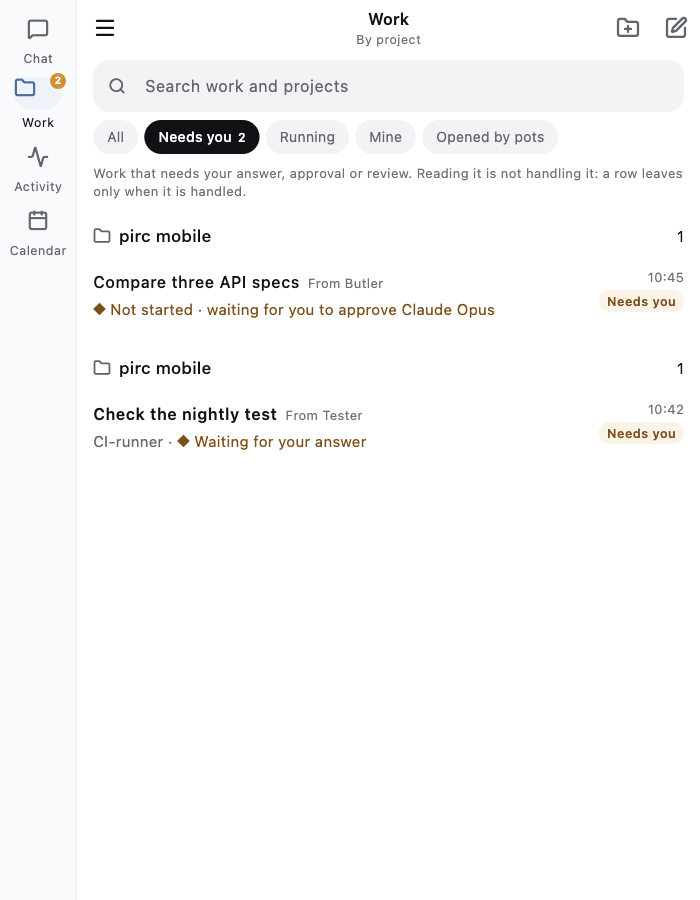 Chat
2
Work
Activity
Calendar
Work
By project
Search work and projects
All
Needs you 2
Running
Mine
Opened by pots
Work that needs your answer, approval or review. Reading it is not handling it: a row leaves
only when it is handled.
pirc mobile 1
Compare three API specs From Butler 10:45
Not started · waiting for you to approve Claude Opus Needs you
pirc mobile 1
Check the nightly test From Tester 10:42
CI-runner · ◆ Waiting for your answer Needs you